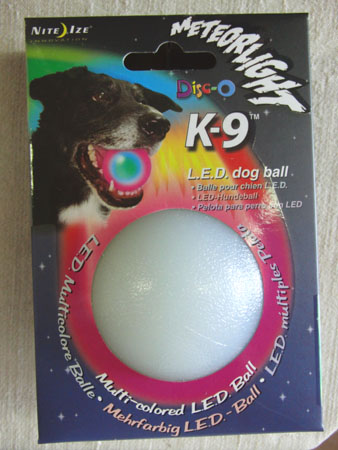 NITE IZE
INNOVATION
METEORLIGHT
Disc-O
K-9™
L.E.D. dog ball
• Balle pour chien L.E.D.
• LED-Hundeball
• Pelota para perro con LED
LED Multicolore Balle •
Multi-colored LED Ball
• Mehrfarbig LED-Ball •
LED múltiples Pelota